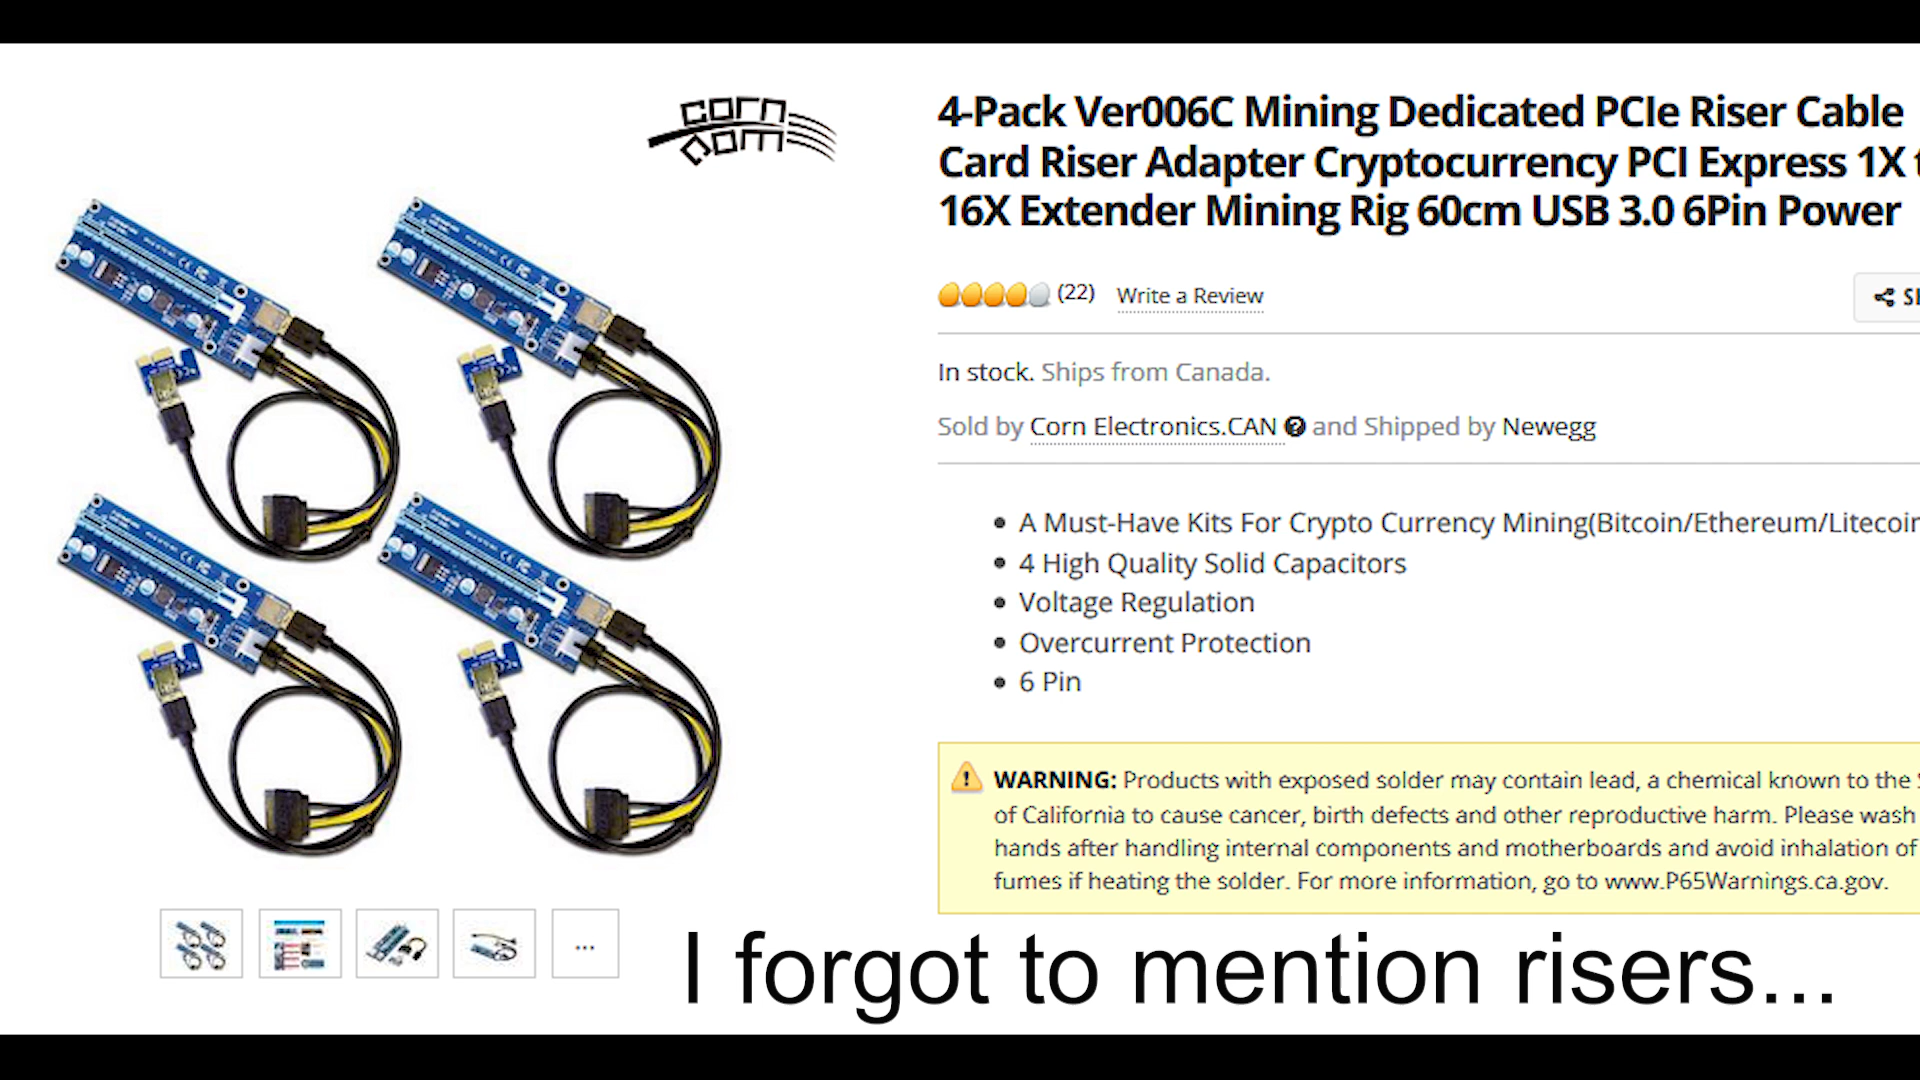 corn
com
4-Pack Ver006C Mining Dedicated PCIe Riser Cable
Card Riser Adapter Cryptocurrency PCI Express 1X
16X Extender Mining Rig 60cm USB 3.0 6Pin Power
(22) Write a Review
In stock. Ships from Canada.
Sold by Corn Electronics.CAN and Shipped by Newegg
A Must-Have Kits For Crypto Currency Mining(Bitcoin/Ethereum/Litecoin
4 High Quality Solid Capacitors
Voltage Regulation
Overcurrent Protection
6 Pin
WARNING: Products with exposed solder may contain lead, a chemical known to the
of California to cause cancer, birth defects and other reproductive harm. Please wash
hands after handling internal components and motherboards and avoid inhalation of
fumes if heating the solder. For more information, go to www.P65Warnings.ca.gov.
...
I forgot to mention risers...